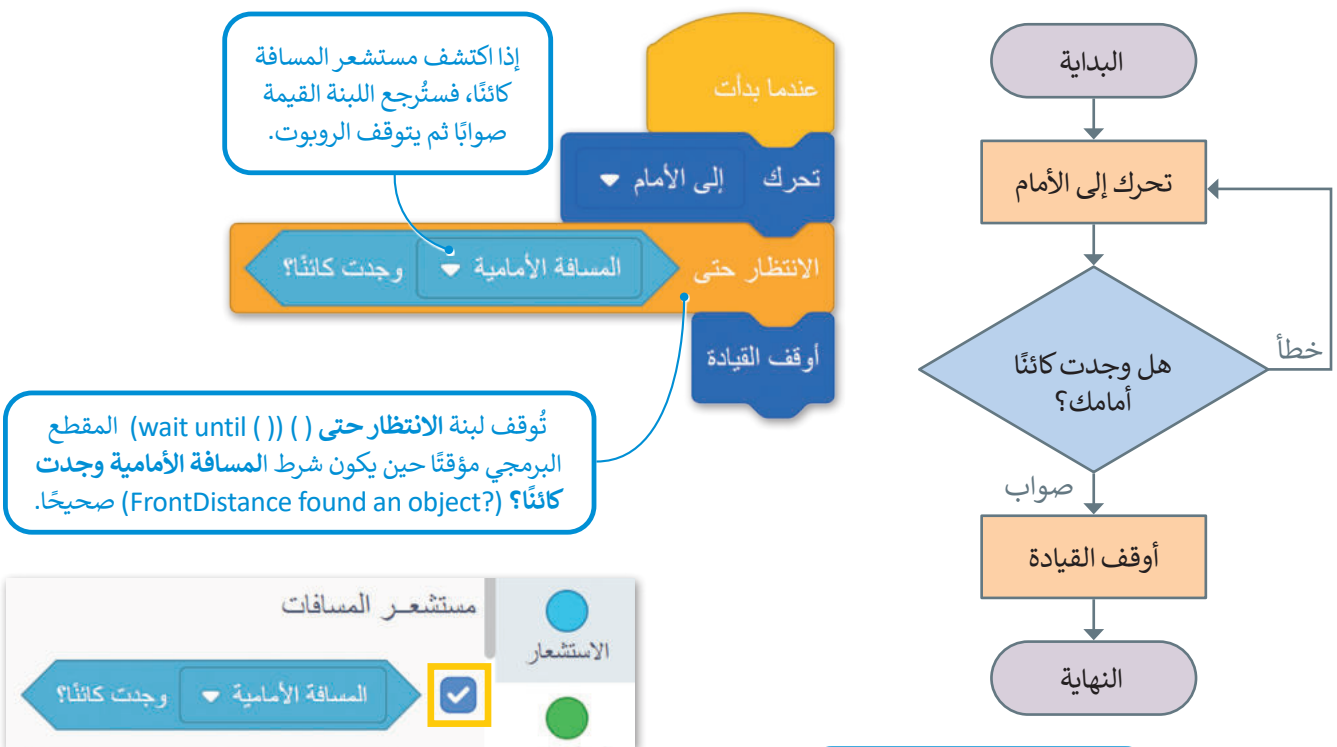 إذا اكتشف مستشعر المسافة
كائنًا، فستُرجع اللبنة القيمة
صوابًا ثم يتوقف الروبوت.
عندما بدأت
تحرك إلى الأمام
الانتظار حتى المسافة الأمامية وجدت كائنًا؟
أوقف القيادة
تُوقف لبنة الانتظار حتى ( ) (wait until ( )) المقطع
البرمجي مؤقتًا حين يكون شرط المسافة الأمامية وجدت
كائنًا؟ (FrontDistance found an object?) صحيحًا.
البداية
تحرك إلى الأمام
هل وجدت كائنًا
أمامك؟
خطأ
صواب
أوقف القيادة
النهاية
مستشعر المسافات
الاستشعار
المسافة الأمامية وجدت كائنًا؟